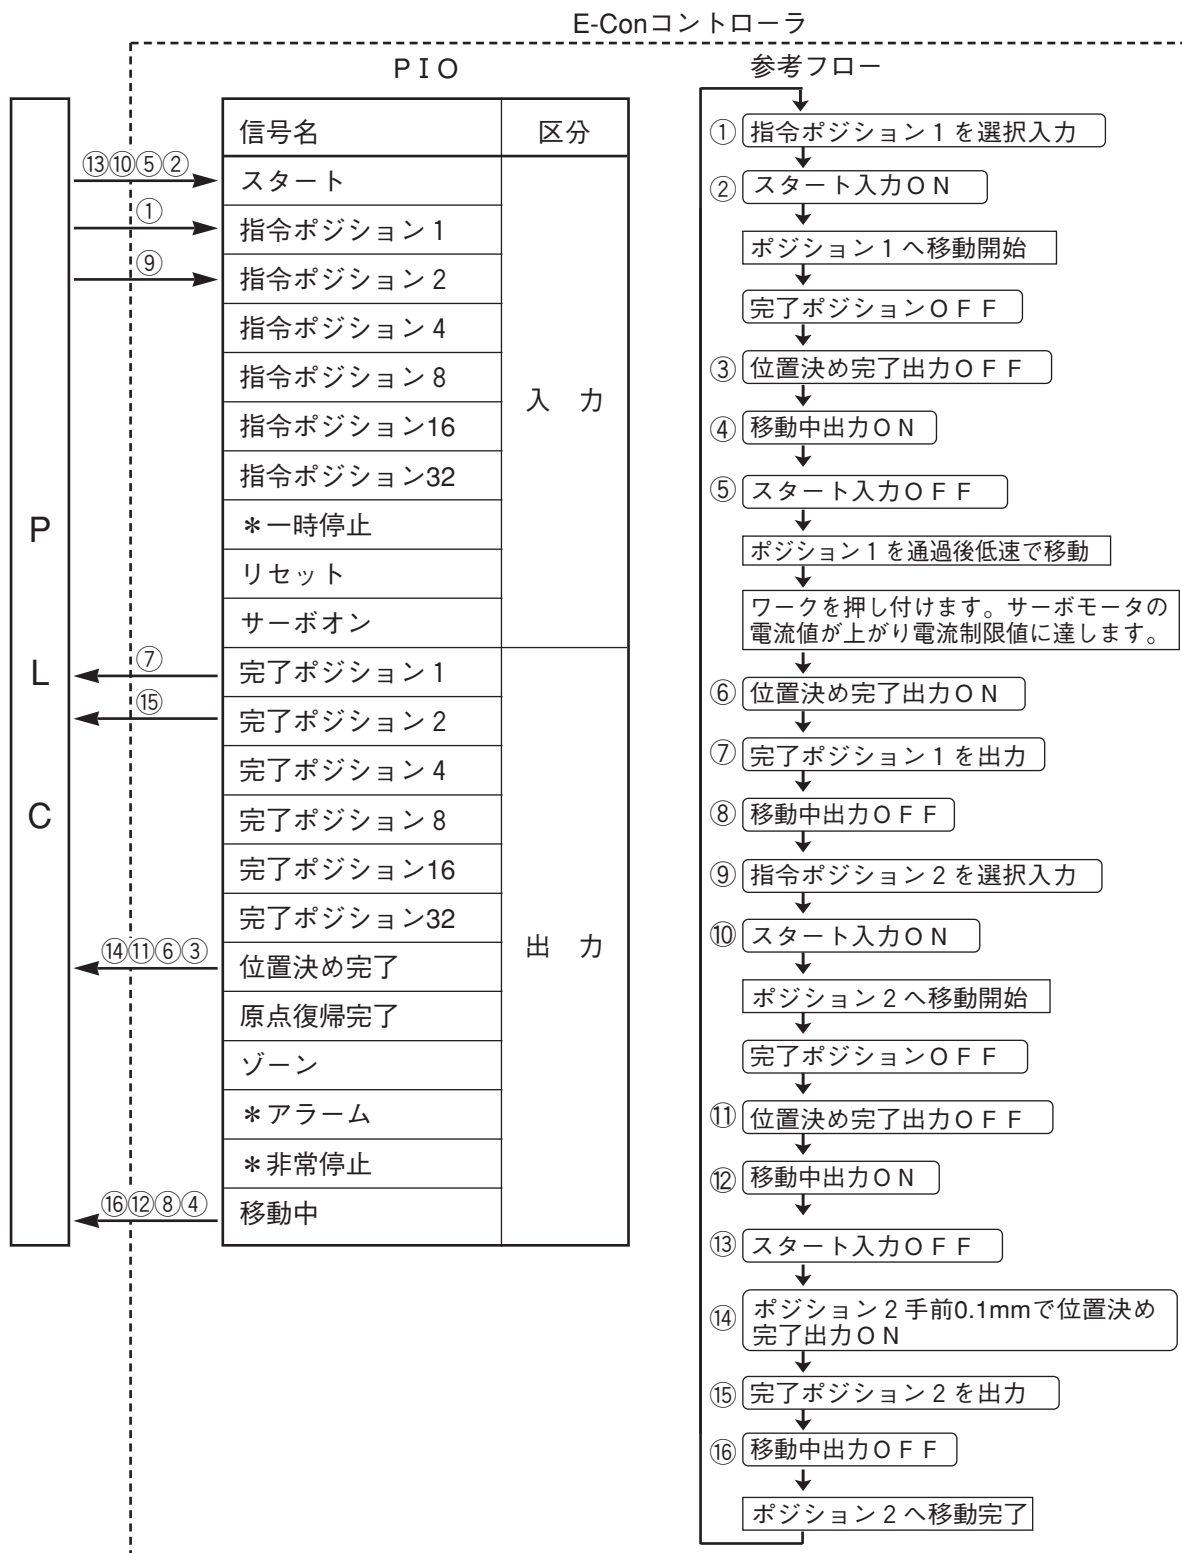 E-Conコントローラ
PIO
信号名 区分
⑬⑩⑤② スタート
① 指令ポジション1
⑨ 指令ポジション2
指令ポジション4
指令ポジション8
指令ポジション16
指令ポジション32
＊一時停止
リセット
サーボオン
入 力
⑦ 完了ポジション1
⑮ 完了ポジション2
完了ポジション4
完了ポジション8
完了ポジション16
完了ポジション32
⑭⑪⑥③ 位置決め完了
原点復帰完了
ゾーン
＊アラーム
＊非常停止
⑯⑫⑧④ 移動中
出 力
P
L
C
参考フロー
① 指令ポジション1を選択入力
② スタート入力ON
ポジション1へ移動開始
完了ポジションOFF
③ 位置決め完了出力OFF
④ 移動中出力ON
⑤ スタート入力OFF
ポジション1を通過後低速で移動
ワークを押し付けます。サーボモータの
電流値が上がり電流制限値に達します。
⑥ 位置決め完了出力ON
⑦ 完了ポジション1を出力
⑧ 移動中出力OFF
⑨ 指令ポジション2を選択入力
⑩ スタート入力ON
ポジション2へ移動開始
完了ポジションOFF
⑪ 位置決め完了出力OFF
⑫ 移動中出力ON
⑬ スタート入力OFF
⑭ ポジション2手前0.1mmで位置決め
完了出力ON
⑮ 完了ポジション2を出力
⑯ 移動中出力OFF
ポジション2へ移動完了